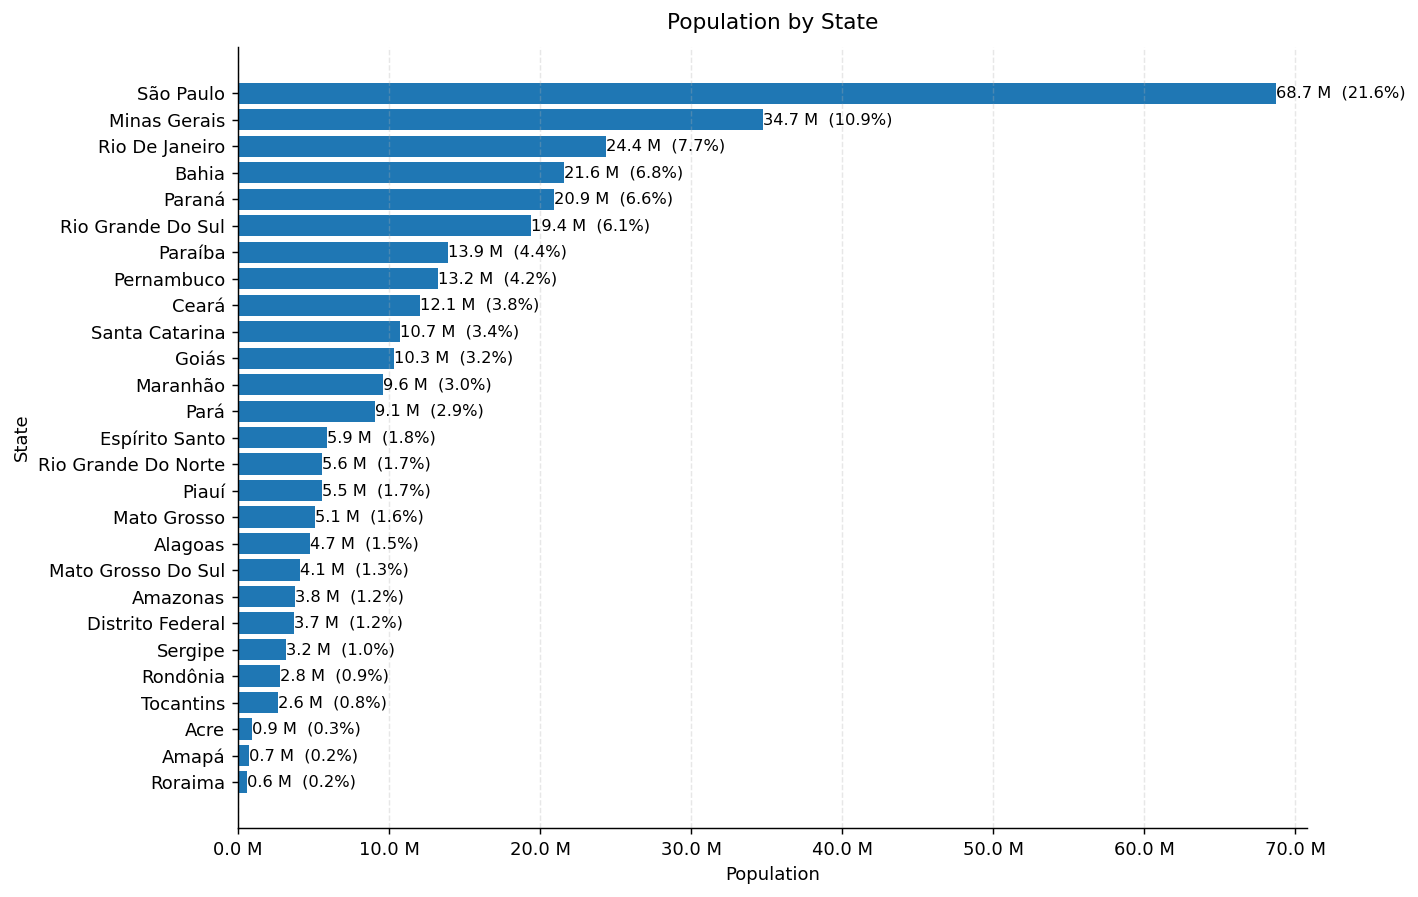 Population by State
São Paulo 68.7 M (21.6%)
Minas Gerais 34.7 M (10.9%)
Rio De Janeiro 24.4 M (7.7%)
Bahia 21.6 M (6.8%)
Paraná 20.9 M (6.6%)
Rio Grande Do Sul 19.4 M (6.1%)
Paraíba 13.9 M (4.4%)
Pernambuco 13.2 M (4.2%)
Ceará 12.1 M (3.8%)
Santa Catarina 10.7 M (3.4%)
Goiás 10.3 M (3.2%)
Maranhão 9.6 M (3.0%)
Pará 9.1 M (2.9%)
Espírito Santo 5.9 M (1.8%)
Rio Grande Do Norte 5.6 M (1.7%)
Piauí 5.5 M (1.7%)
Mato Grosso 5.1 M (1.6%)
Alagoas 4.7 M (1.5%)
Mato Grosso Do Sul 4.1 M (1.3%)
Amazonas 3.8 M (1.2%)
Distrito Federal 3.7 M (1.2%)
Sergipe 3.2 M (1.0%)
Rondônia 2.8 M (0.9%)
Tocantins 2.6 M (0.8%)
Acre 0.9 M (0.3%)
Amapá 0.7 M (0.2%)
Roraima 0.6 M (0.2%)
State
0.0 M 10.0 M 20.0 M 30.0 M 40.0 M 50.0 M 60.0 M 70.0 M
Population